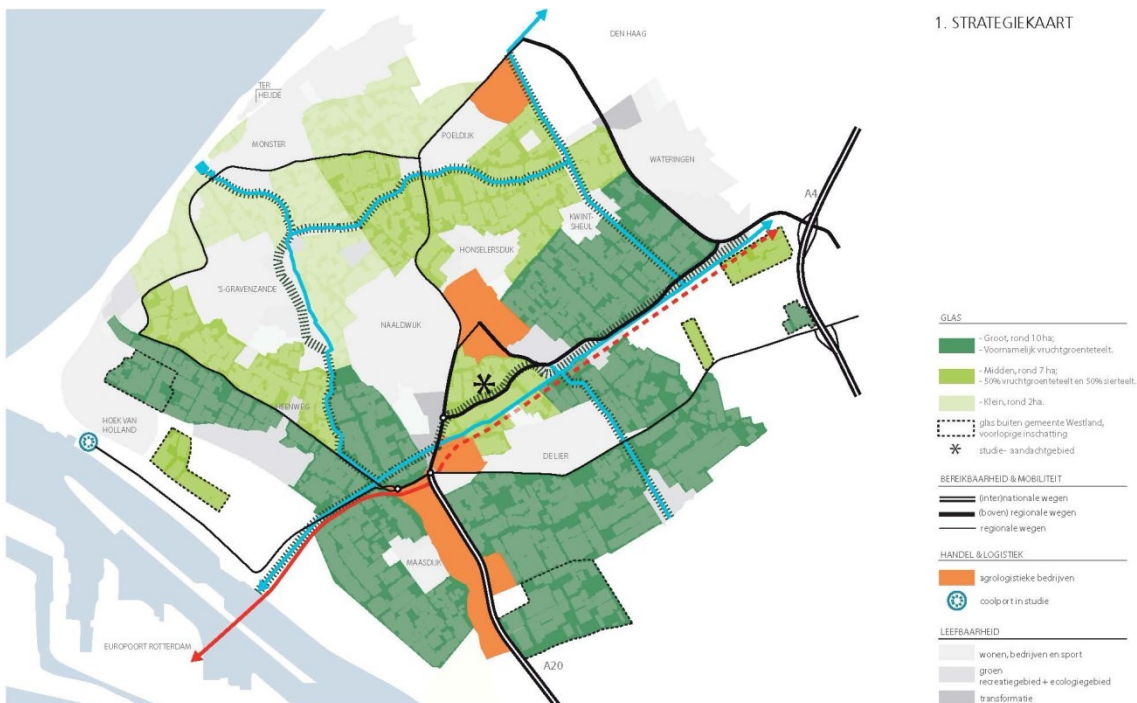 1. STRATEGIEKAART
DEN HAAG
TER
HEIJDE
MONSTER
POELDIJK
WATERINGEN
A4
KWINT-
SHEUL
HONSELERSDIJK
'S-GRAVENZANDE
NAALDWIJK
HOEK VAN
HOLLAND
DE LIER
MAASDIJK
EUROPOORT ROTTERDAM
A20
GLAS
- Groot, rond 10 ha;
- Voornamelijk vruchtgroenteteelt.
- Midden, rond 7 ha;
- 50% vruchtgroenteteelt en 50% sierteelt.
- Klein, rond 2ha.
glas buiten gemeente Westland,
voorlopige inschatting
studie- aandachtgebied
BEREIKBAARHEID & MOBILITEIT
(inter)nationale wegen
(boven) regionale wegen
regionale wegen
HANDEL & LOGISTIEK
agrologistieke bedrijven
coolport in studie
LEEFBAARHEID
wonen, bedrijven en sport
groen
recreatiegebied + ecologiegebied
transformatie